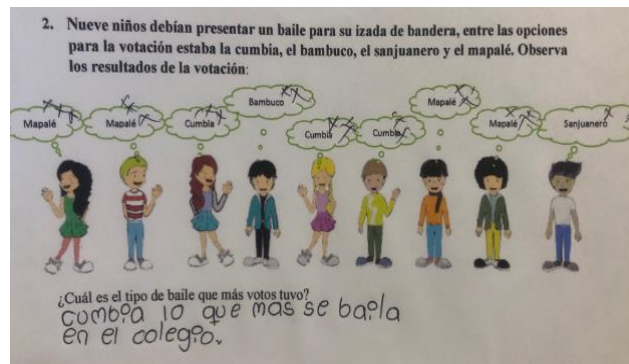 2. Nueve niños debían presentar un baile para su izada de bandera, entre las opciones
para la votación estaba la cumbia, el bambuco, el sanjuanero y el mapalé. Observa
los resultados de la votación:
Mapalé
Mapalé
Cumbia
Bambuco
Cumbia
Cumbia
Mapalé
Mapalé
Sanjuanero
¿Cuál es el tipo de baile que más votos tuvo?
cumbia lo que mas se baila
en el colegio.